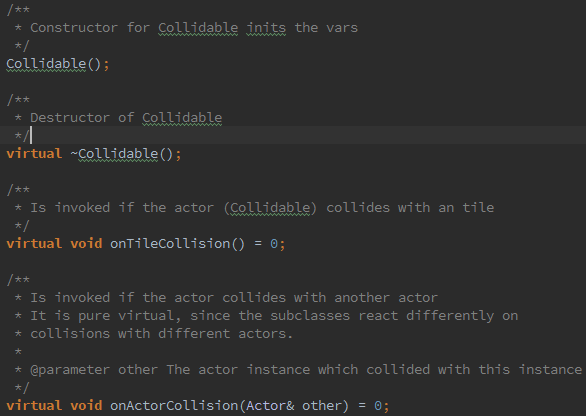 /**
 * Constructor for Collidable inits the vars
 */
Collidable();
/**
 * Destructor of Collidable
 */
virtual ~Collidable();
/**
 * Is invoked if the actor (Collidable) collides with an tile
 */
virtual void onTileCollision() = 0;
/**
 * Is invoked if the actor collides with another actor
 * It is pure virtual, since the subclasses react differently on
 * collisions with different actors.
 *
 * @parameter other The actor instance which collided with this instance
 */
virtual void onActorCollision(Actor& other) = 0;